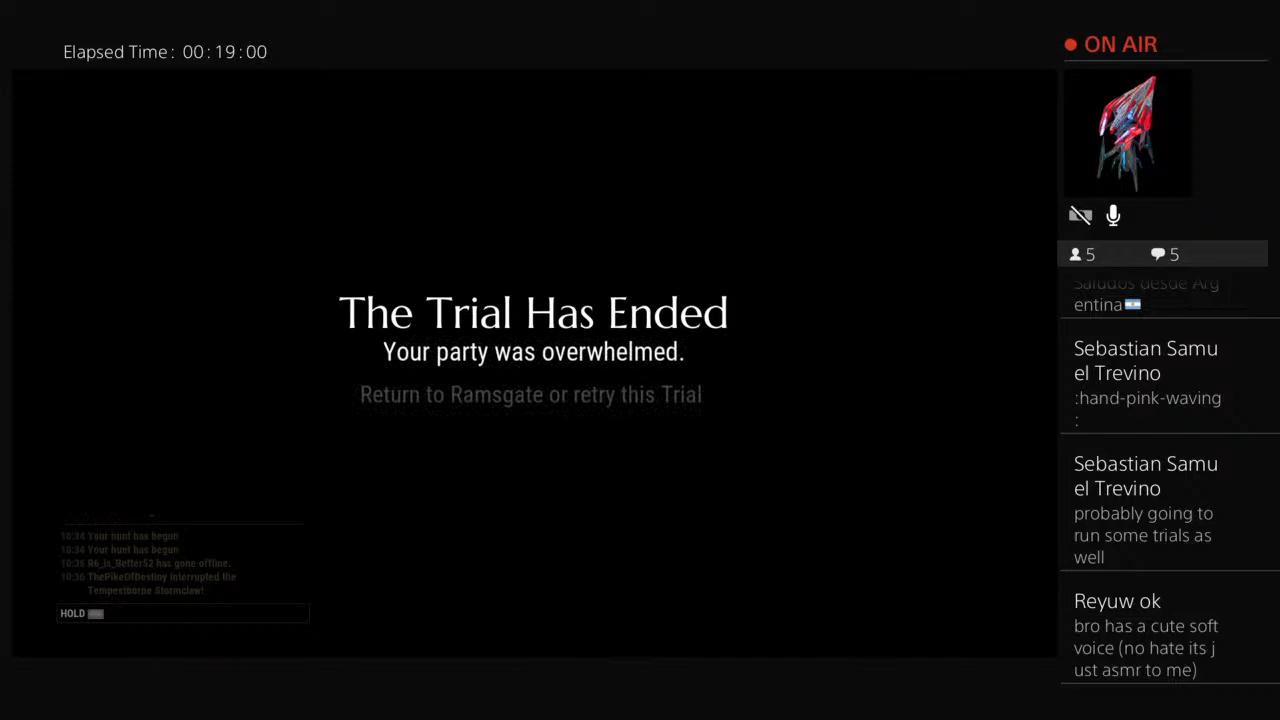 Elapsed Time: 00:19:00
ON AIR
5
5
Saludos desde Arg
entina
Sebastian Samu
el Trevino
:hand-pink-waving
:
Sebastian Samu
el Trevino
probably going to
run some trials as
well
Reyuw ok
bro has a cute soft
voice (no hate its j
ust asmr to me)
The Trial Has Ended
Your party was overwhelmed.
Return to Ramsgate or retry this Trial
10:34 Your hunt has begun
10:34 Your hunt has begun
10:35 R6_is_Better52 has gone offline.
10:36 ThePikeOfDestiny interrupted the
Tempestborne Stormclaw!
HOLD